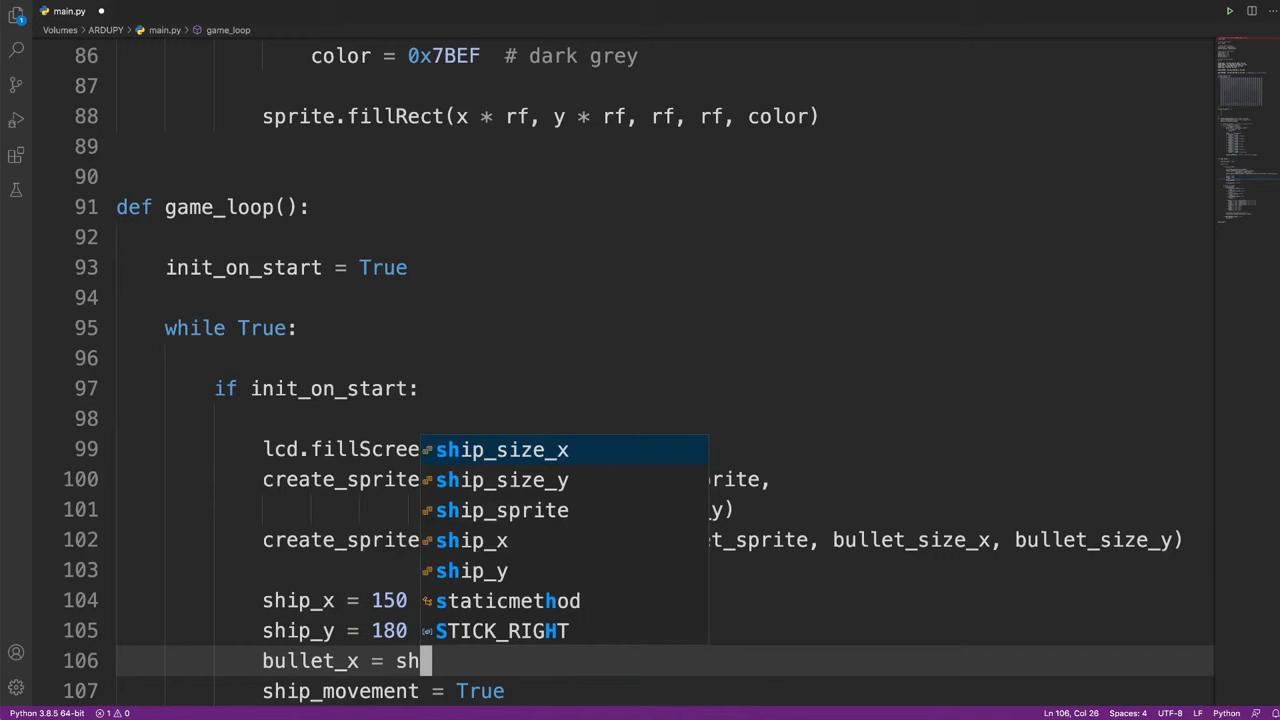 main.py
Volumes ARDUPY main.py game_loop
86 color = 0x7BEF # dark grey
87
88 sprite.fillRect(x * rf, y * rf, rf, rf, color)
89
90
91 def game_loop():
92
93 init_on_start = True
94
95 while True:
96
97 if init_on_start:
98
99 lcd.fillScree
ship_size_x
100 create_sprite rite,
ship_size_y
101 y)
ship_sprite
102 create_sprite et_sprite, bullet_size_x, bullet_size_y)
ship_x
103
ship_y
104 ship_x = 150
staticmethod
105 ship_y = 180
STICK_RIGHT
106 bullet_x = sh
107 ship_movement = True
Python 3.8.5 64-bit 1 0 Ln 106, Col 26 Spaces: 4 UTF-8 LF Python